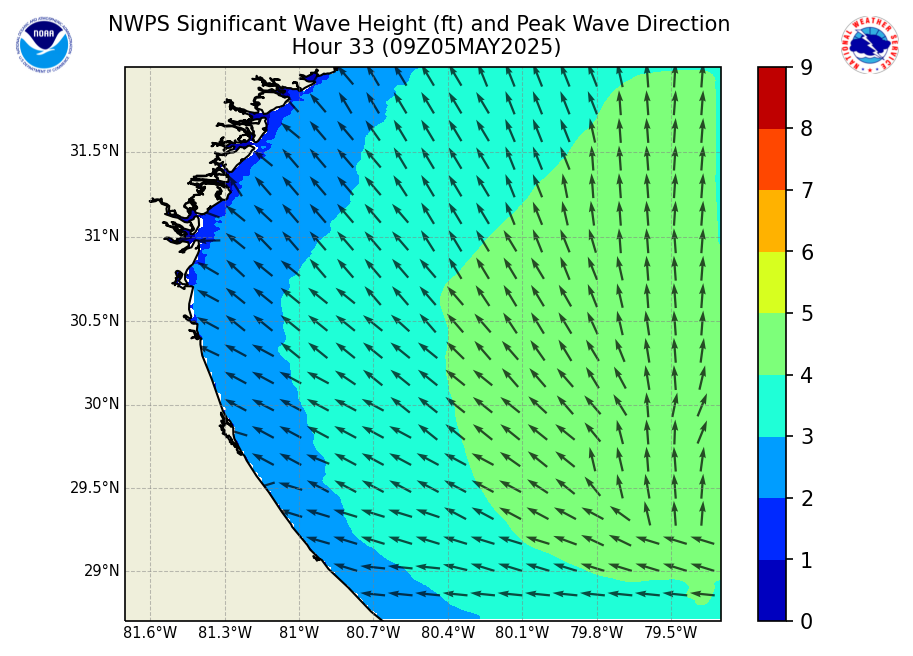 NWPS Significant Wave Height (ft) and Peak Wave Direction
Hour 33 (09Z05MAY2025)
NOAA
31.5°N
31°N
30.5°N
30°N
29.5°N
29°N
81.6°W 81.3°W 81°W 80.7°W 80.4°W 80.1°W 79.8°W 79.5°W
9
8
7
6
5
4
3
2
1
0
NATIONAL WEATHER SERVICE